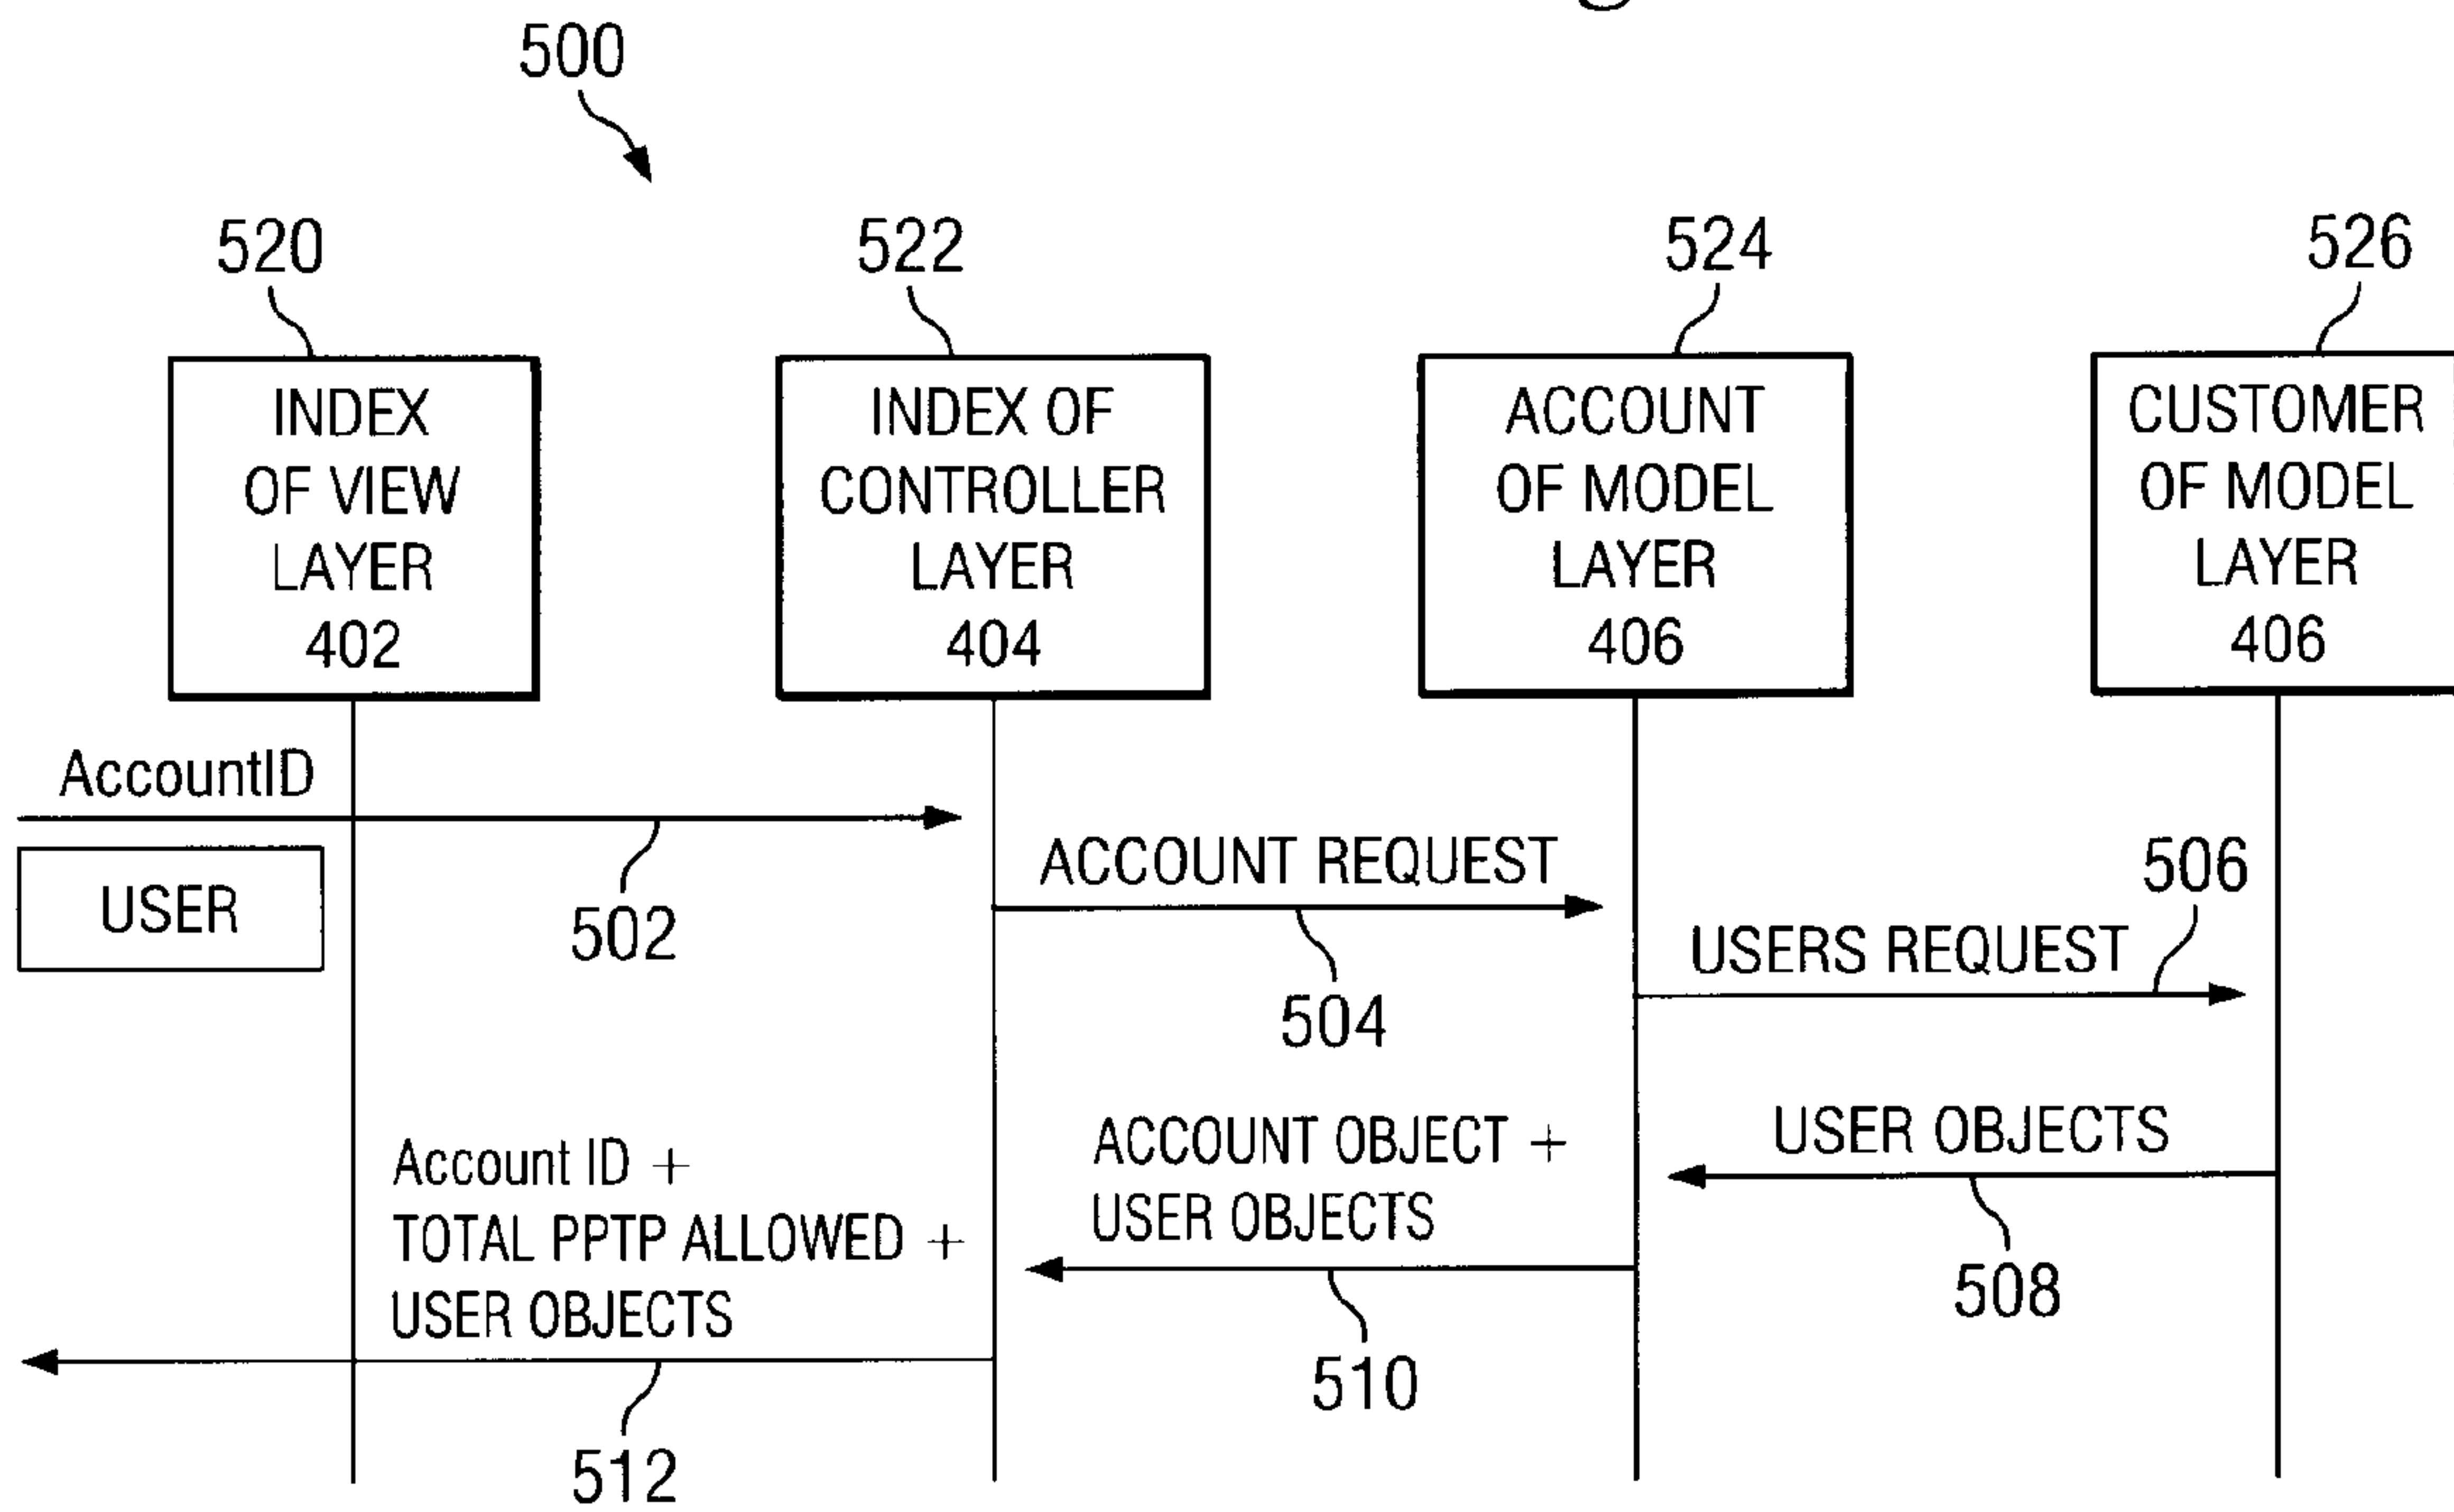 500
520
522
524
526
INDEX
OF VIEW
LAYER
402
INDEX OF
CONTROLLER
LAYER
404
ACCOUNT
OF MODEL
LAYER
406
CUSTOMER
OF MODEL
LAYER
406
AccountID
USER
502
ACCOUNT REQUEST
504
USERS REQUEST
506
USER OBJECTS
508
ACCOUNT OBJECT +
USER OBJECTS
510
Account ID +
TOTAL PPTP ALLOWED +
USER OBJECTS
512